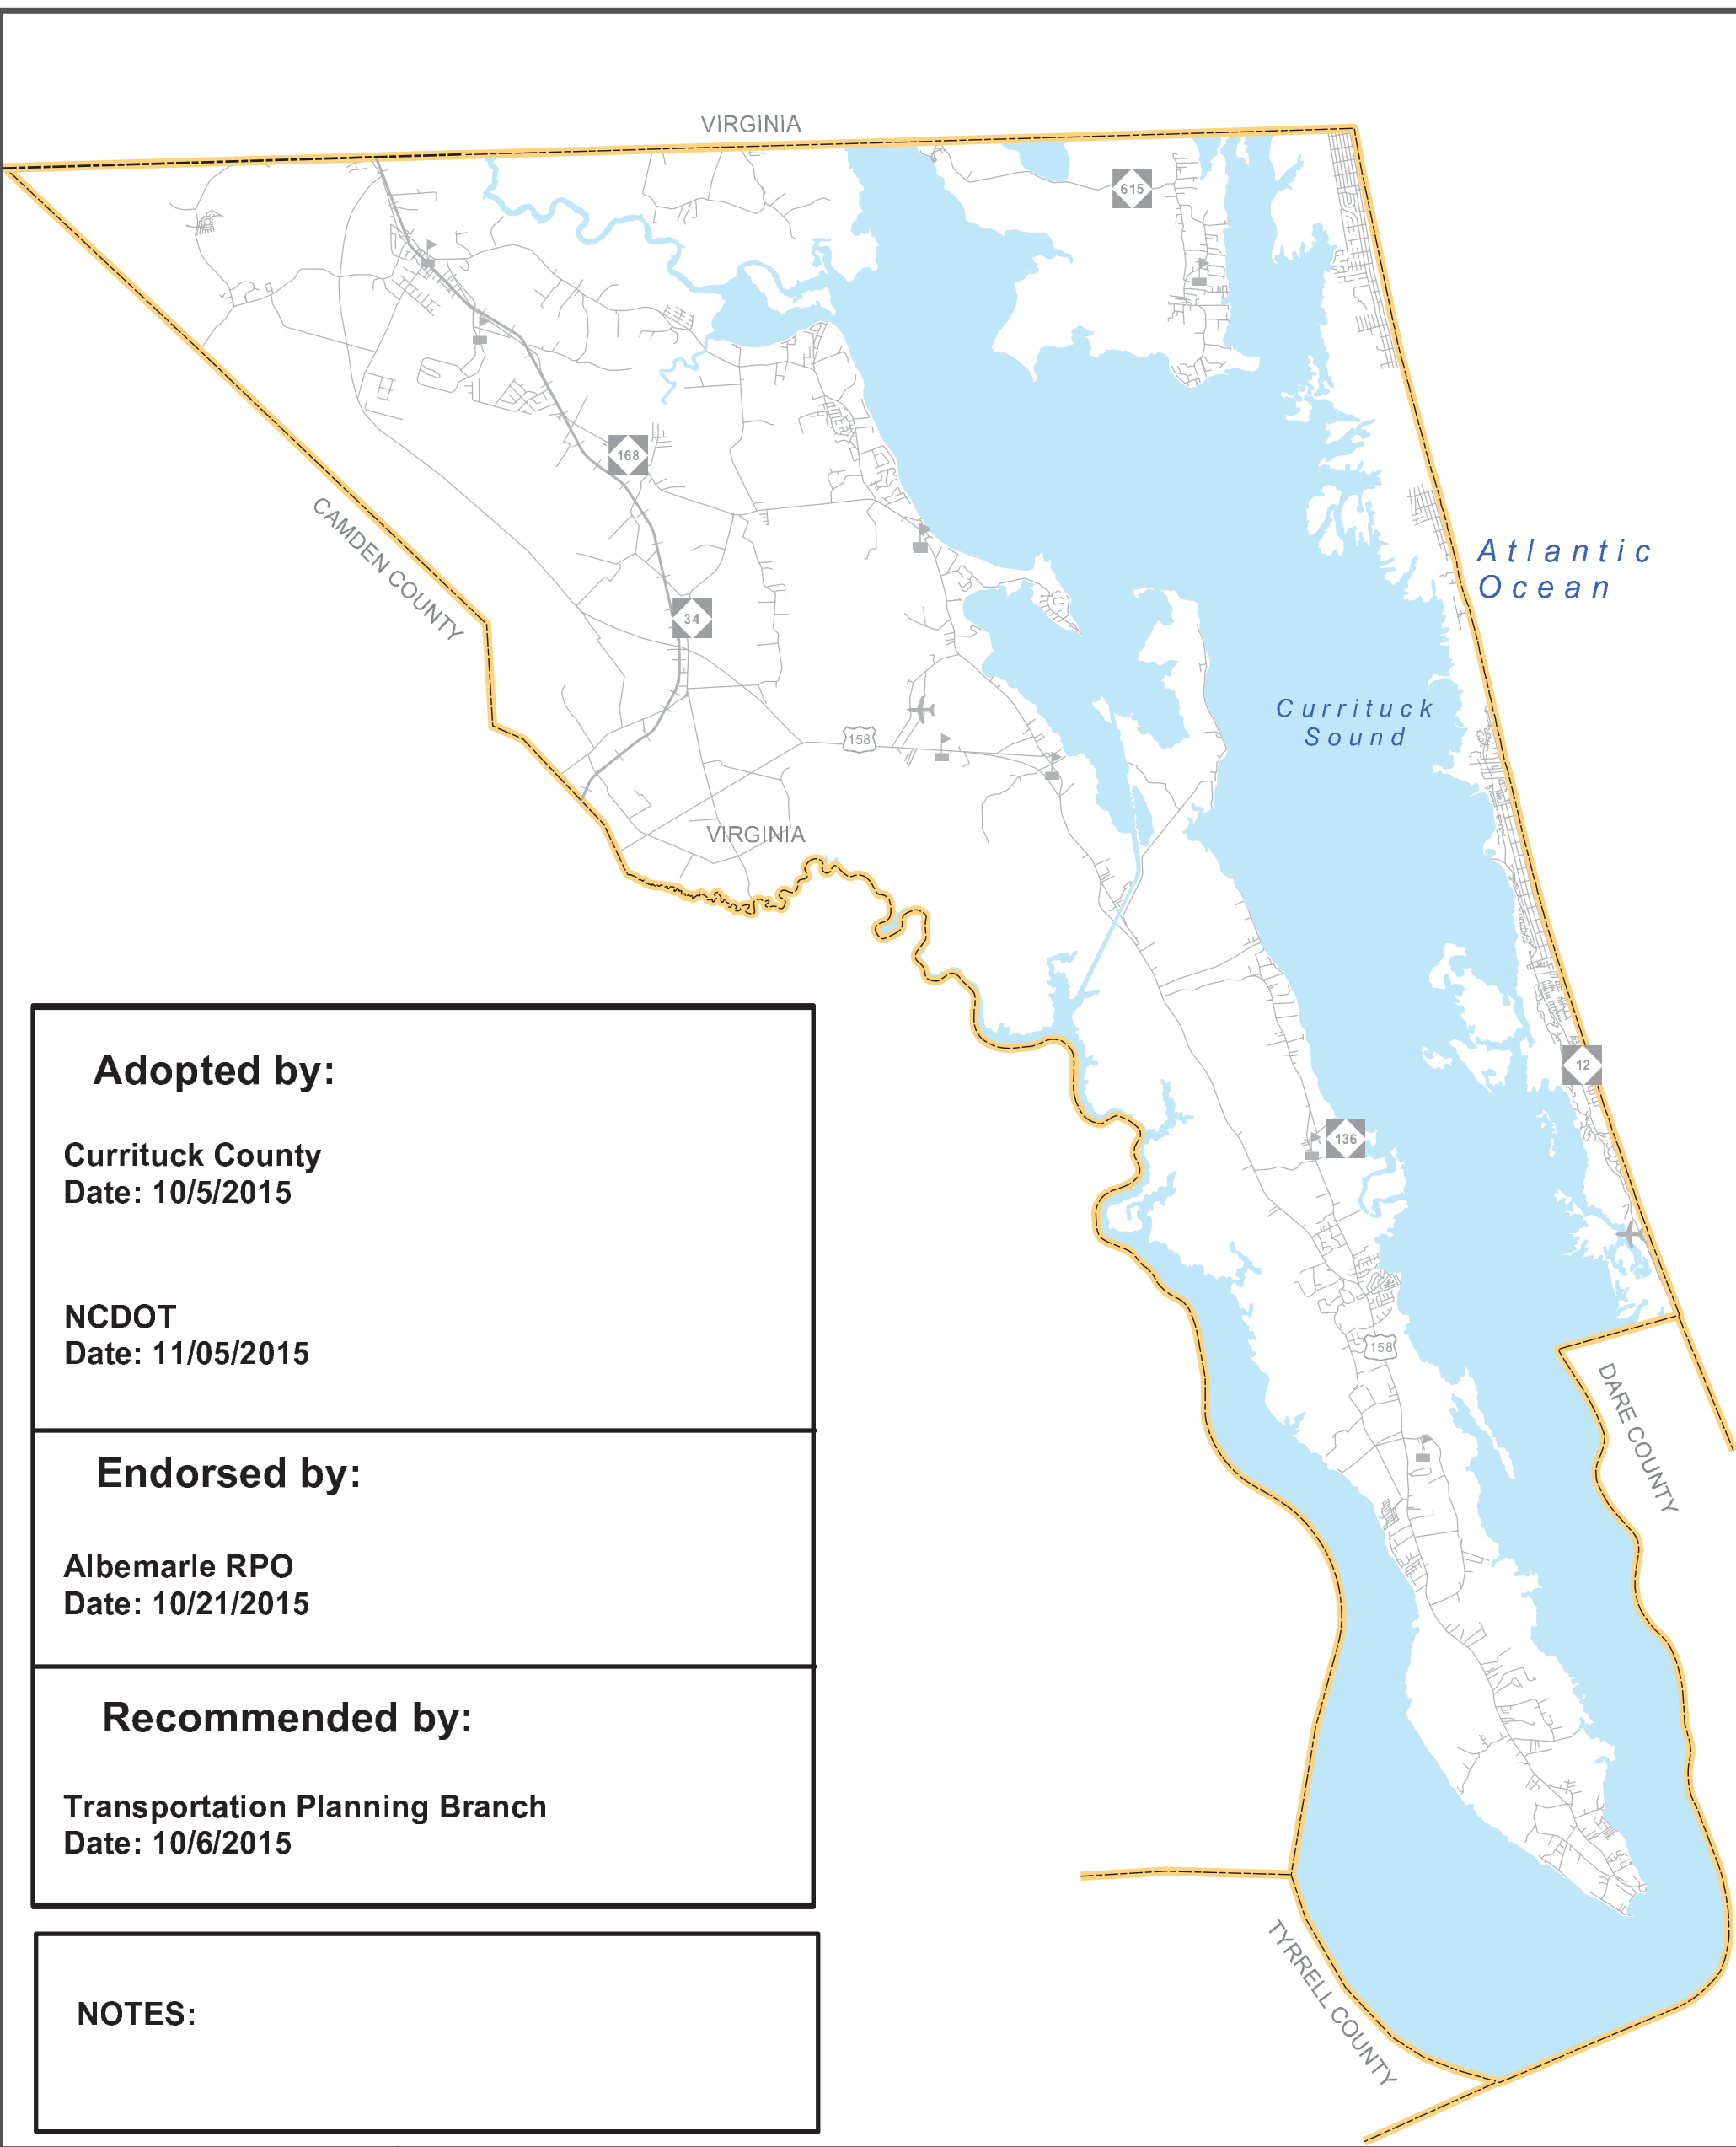 VIRGINIA
615
168
CAMDEN COUNTY
Atlantic
Ocean
34
Currituck
Sound
158
VIRGINIA
12
136
158
DARE COUNTY
TYRRELL COUNTY
Adopted by:
Currituck County
Date: 10/5/2015
NCDOT
Date: 11/05/2015
Endorsed by:
Albemarle RPO
Date: 10/21/2015
Recommended by:
Transportation Planning Branch
Date: 10/6/2015
NOTES: